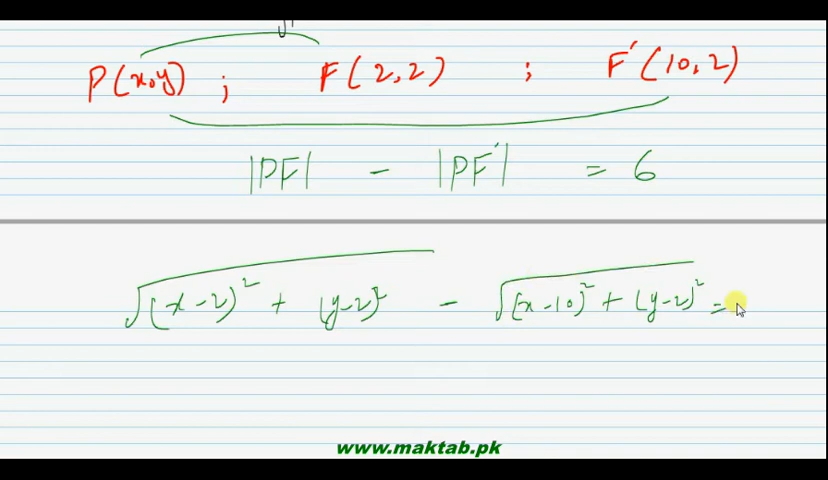 P(x,y) ; F(2,2) ; F'(10,2)
|PF| - |PF'| = 6
√(x-2)² + (y-2)² - √(x-10)² + (y-2)² =
www.maktab.pk